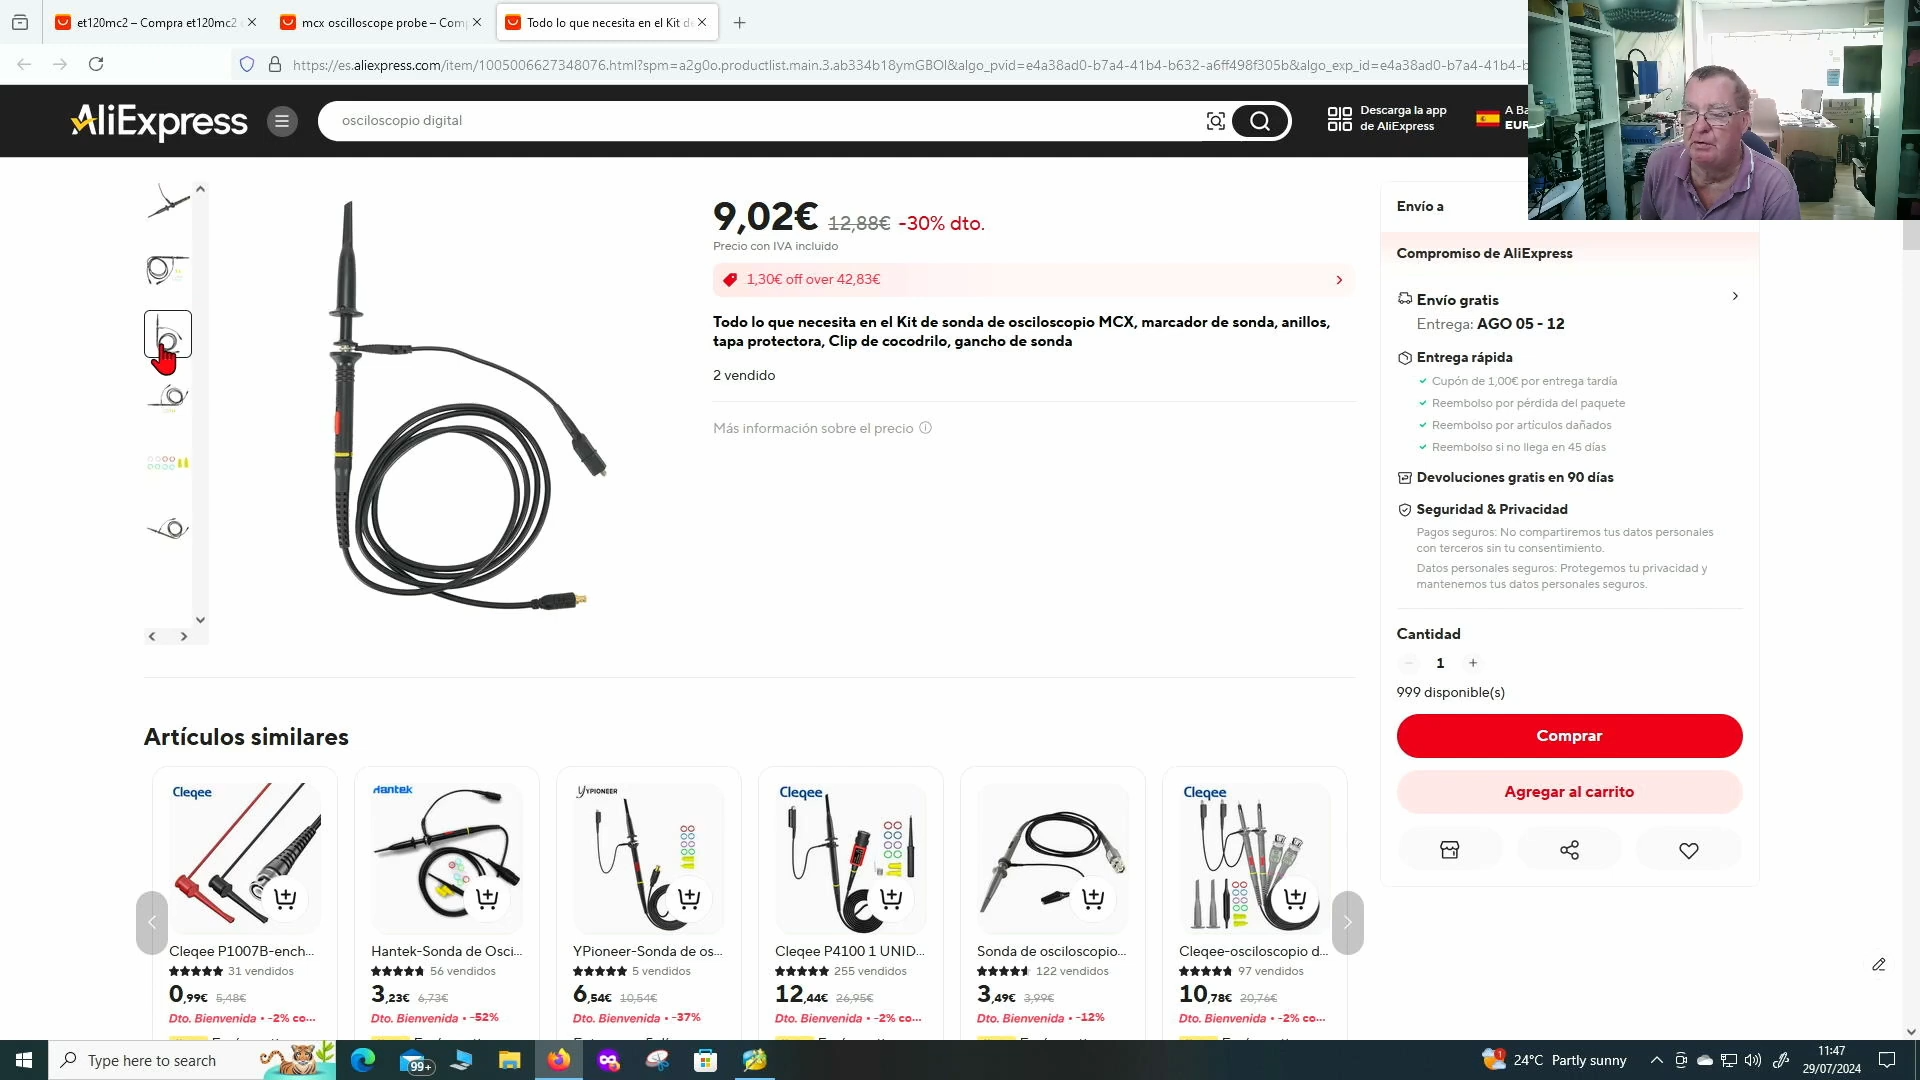 et120mc2 – Compra et120mc2
mcx oscilloscope probe – Com
Todo lo que necesita en el Kit de
https://es.aliexpress.com/item/1005006627348076.html?spm=a2g0o.productlist.main.3.ab334b18ymGBOl&algo_pvid=e4a38ad0-b7a4-41b4-b632-a6ff498f305b&algo_exp_id=e4a38ad0-b7a4-41b4-b
AliExpress
osciloscopio digital
Descarga la app
de AliExpress
A Ba
EUR
9,02€ 12,88€ -30% dto.
Precio con IVA incluido
1,30€ off over 42,83€
Todo lo que necesita en el Kit de sonda de osciloscopio MCX, marcador de sonda, anillos,
tapa protectora, Clip de cocodrilo, gancho de sonda
2 vendido
Más información sobre el precio
Envío a
Compromiso de AliExpress
Envío gratis
Entrega: AGO 05 - 12
Entrega rápida
Cupón de 1,00€ por entrega tardía
Reembolso por pérdida del paquete
Reembolso por artículos dañados
Reembolso si no llega en 45 días
Devoluciones gratis en 90 días
Seguridad & Privacidad
Pagos seguros: No compartiremos tus datos personales
con terceros sin tu consentimiento.
Datos personales seguros: Protegemos tu privacidad y
mantenemos tus datos personales seguros.
Cantidad
1
999 disponible(s)
Comprar
Agregar al carrito
Artículos similares
Cleqee
Cleqee P1007B-ench...
31 vendidos
0,99€ 5,48€
Dto. Bienvenida • -2% co...
Hantek
Hantek-Sonda de Osci...
56 vendidos
3,23€ 6,73€
Dto. Bienvenida • -52%
YPIONEER
YPioneer-Sonda de os...
5 vendidos
6,54€ 10,54€
Dto. Bienvenida • -37%
Cleqee
Cleqee P4100 1 UNID...
255 vendidos
12,44€ 26,95€
Dto. Bienvenida • -2% co...
Sonda de osciloscopio...
122 vendidos
3,49€ 3,99€
Dto. Bienvenida • -12%
Cleqee
Cleqee-osciloscopio d...
97 vendidos
10,78€ 20,76€
Dto. Bienvenida • -2% co...
Type here to search
99+
1
24°C Partly sunny
11:47
29/07/2024